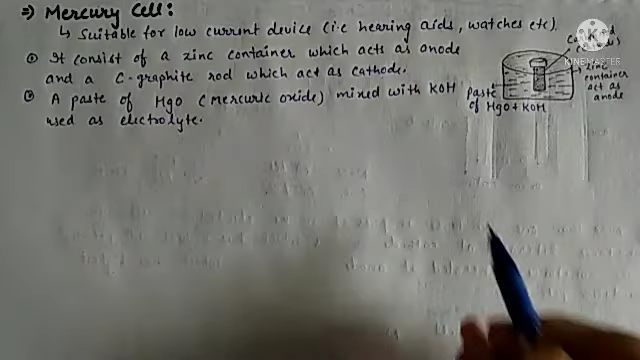 ⇒ Mercury Cell:
↳ Suitable for low current device (i.e hearing aids, watches etc).
① It consist of a zinc container which acts as anode
and a C-graphite rod which act as cathode.
② A paste of HgO (Mercuric oxide) mixed with KOH
used as electrolyte.
K
KINEMASTER
container
act as
anode
paste
of HgO + KOH